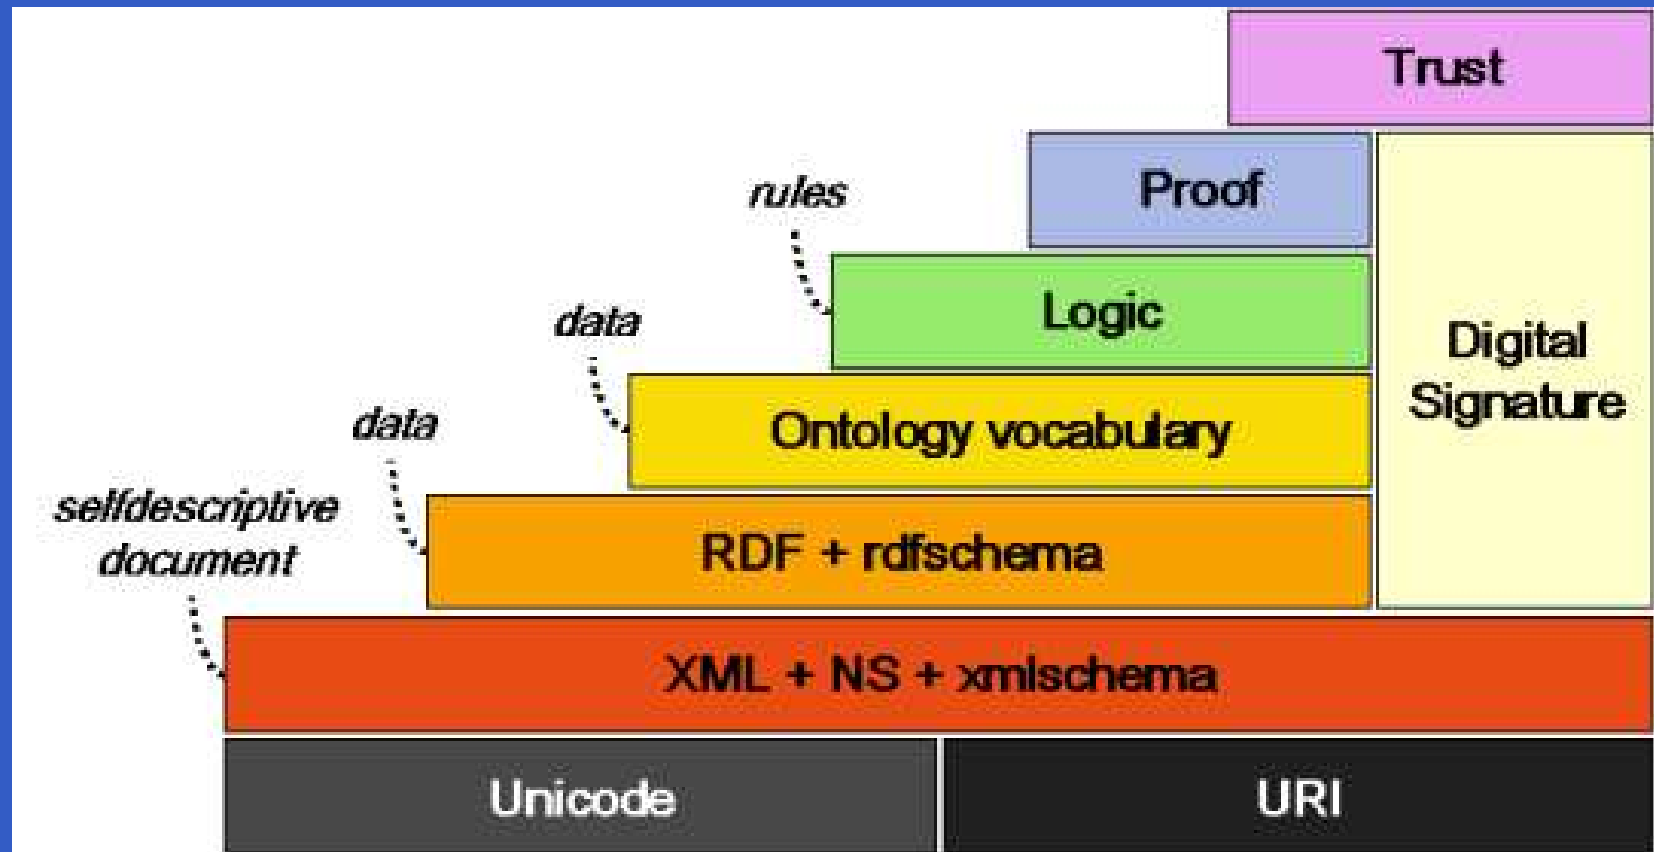 Trust
Proof
rules
Logic
Digital
Signature
data
Ontology vocabulary
data
RDF + rdfschema
selfdescriptive
document
XML + NS + xmlschema
Unicode
URI